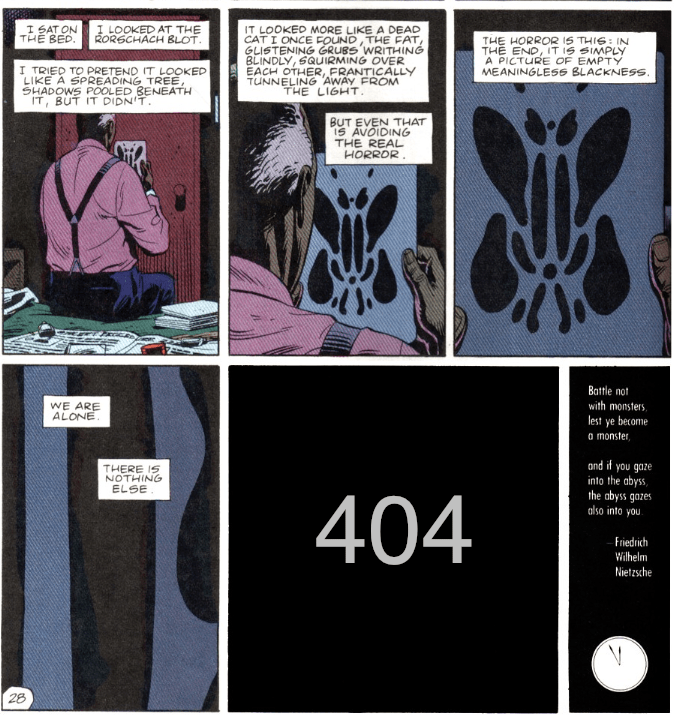 I SAT ON
THE BED.
I LOOKED AT THE
RORSCHACH BLOT.
I TRIED TO PRETEND IT LOOKED
LIKE A SPREADING TREE,
SHADOWS POOLED BENEATH
IT, BUT IT DIDN'T.
IT LOOKED MORE LIKE A DEAD
CAT I ONCE FOUND, THE FAT,
GLISTENING GRUBS WRITHING
BLINDLY, SQUIRMING OVER
EACH OTHER, FRANTICALLY
TUNNELING AWAY FROM
THE LIGHT.
BUT EVEN THAT
IS AVOIDING
THE REAL
HORROR.
THE HORROR IS THIS: IN
THE END, IT IS SIMPLY
A PICTURE OF EMPTY
MEANINGLESS BLACKNESS.
WE ARE
ALONE.
THERE IS
NOTHING
ELSE.
28
404
Battle not
with monsters,
lest ye become
a monster,
and if you gaze
into the abyss,
the abyss gazes
also into you.
—Friedrich
Wilhelm
Nietzsche